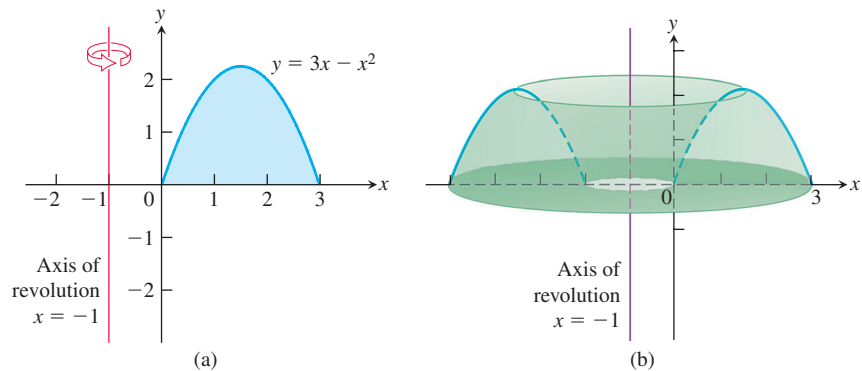 y
y = 3x − x²
2
1
−2 −1 0 1 2 3 x
−1
−2
Axis of
revolution
x = −1
(a)
y
0 3 x
Axis of
revolution
x = −1
(b)